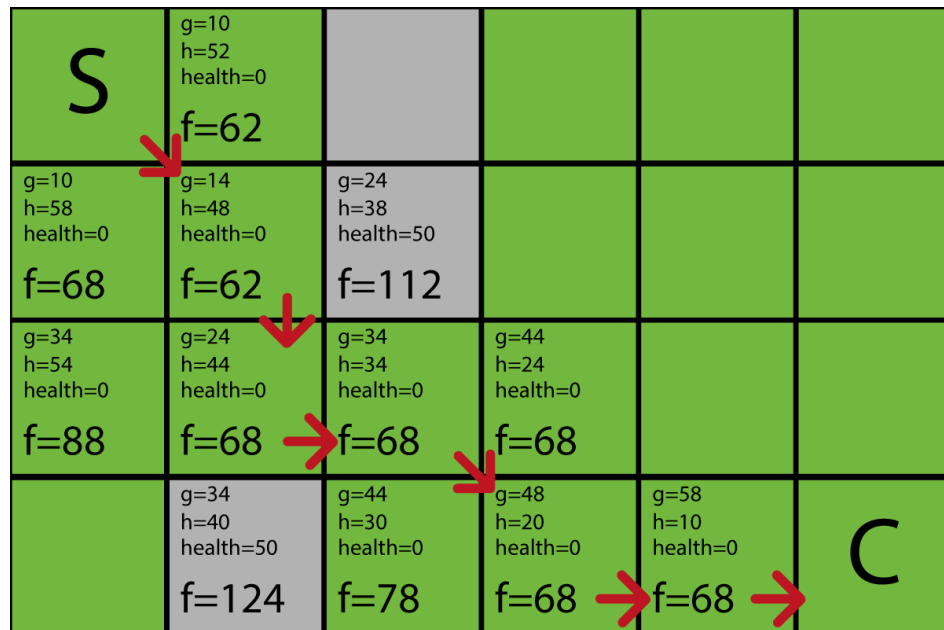 S
g=10
h=52
health=0
f=62
g=10
h=58
health=0
f=68
g=14
h=48
health=0
f=62
g=24
h=38
health=50
f=112
g=34
h=54
health=0
f=88
g=24
h=44
health=0
f=68
g=34
h=34
health=0
f=68
g=44
h=24
health=0
f=68
g=34
h=40
health=50
f=124
g=44
h=30
health=0
f=78
g=48
h=20
health=0
f=68
g=58
h=10
health=0
f=68
C